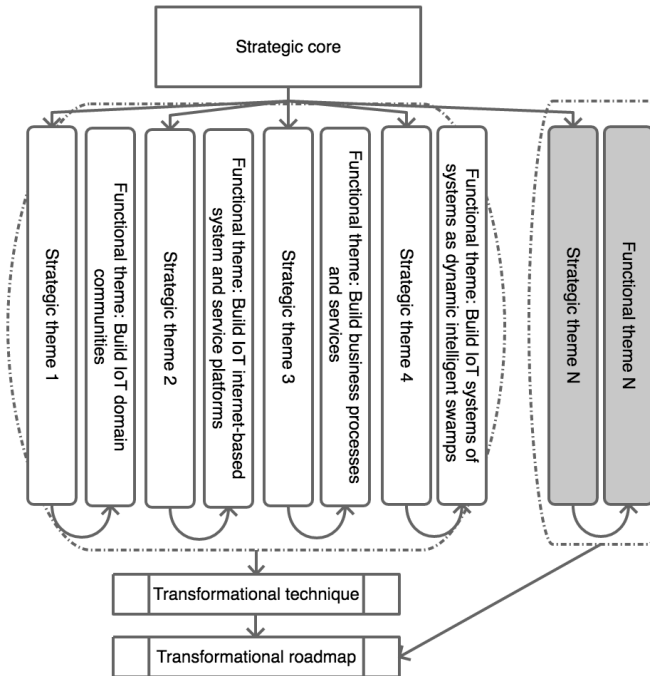 Strategic core
Strategic theme 1
Functional theme: Build IoT domain
communities
Strategic theme 2
Functional theme: Build IoT internet-based
system and service platforms
Strategic theme 3
Functional theme: Build business processes
and services
Strategic theme 4
Functional theme: Build IoT systems of
systems as dynamic intelligent swamps
Strategic theme N
Functional theme N
Transformational technique
Transformational roadmap